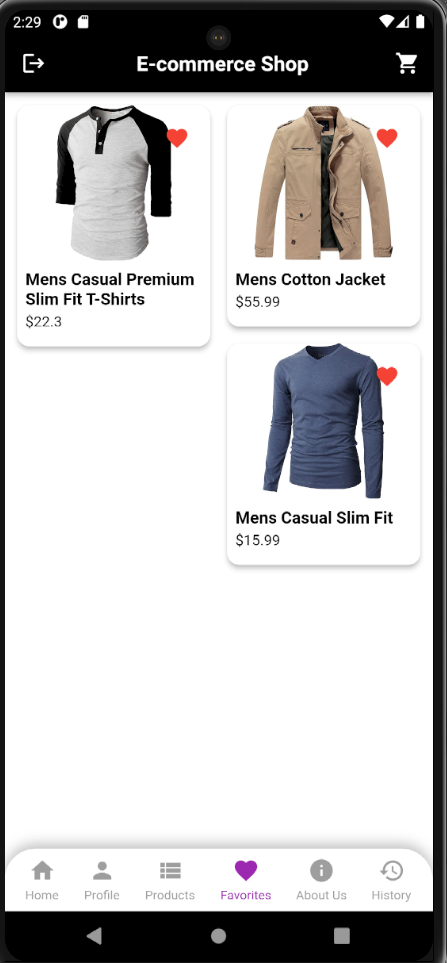 2:29
E-commerce Shop
Mens Casual Premium
Slim Fit T-Shirts
$22.3
Mens Cotton Jacket
$55.99
Mens Casual Slim Fit
$15.99
Home Profile Products Favorites About Us History